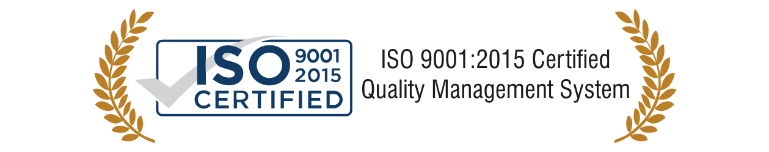 ISO 9001
2015
CERTIFIED
ISO 9001:2015 Certified
Quality Management System